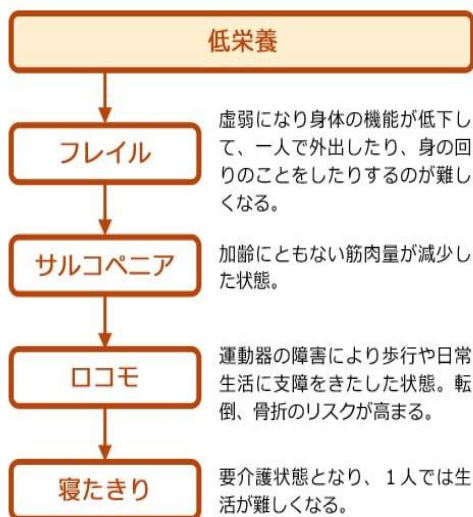 低栄養
フレイル
虚弱になり身体の機能が低下し
て、一人で外出したり、身の回
りのことをしたりするのが難し
くなる。
サルコペニア
加齢にともない筋肉量が減少し
た状態。
ロコモ
運動器の障害により歩行や日常
生活に支障をきたした状態。転
倒、骨折のリスクが高まる。
寝たきり
要介護状態となり、1人では生
活が難しくなる。